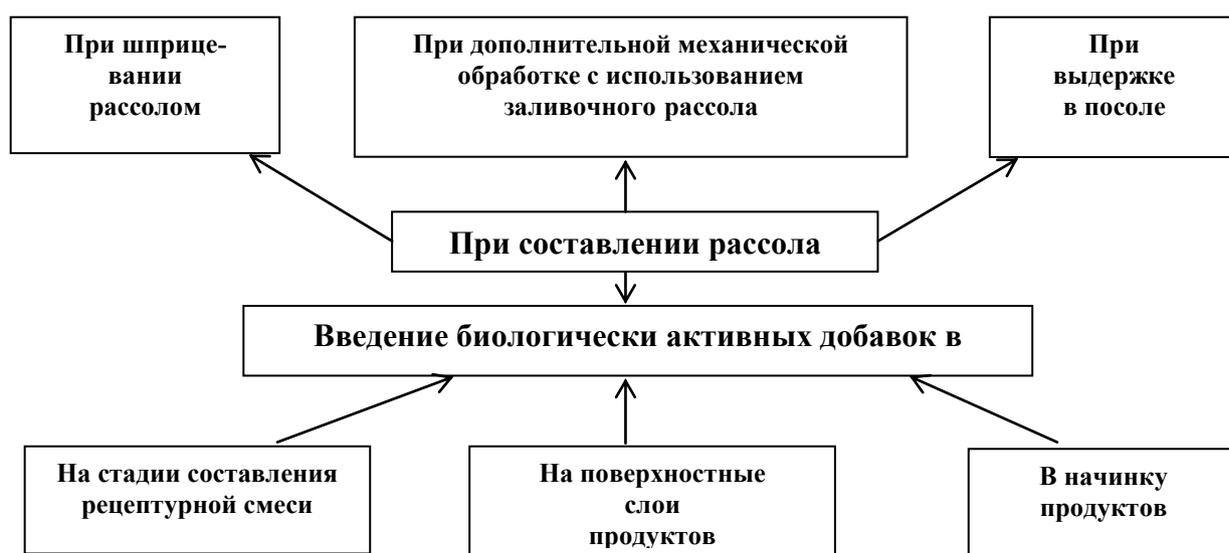 При шприце-
вании
рассолом
При дополнительной механической
обработке с использованием
заливочного рассола
При
выдержке
в посоле
При составлении рассола
Введение биологически активных добавок в
На стадии составления
рецептурной смеси
На поверхностные
слои
продуктов
В начинку
продуктов